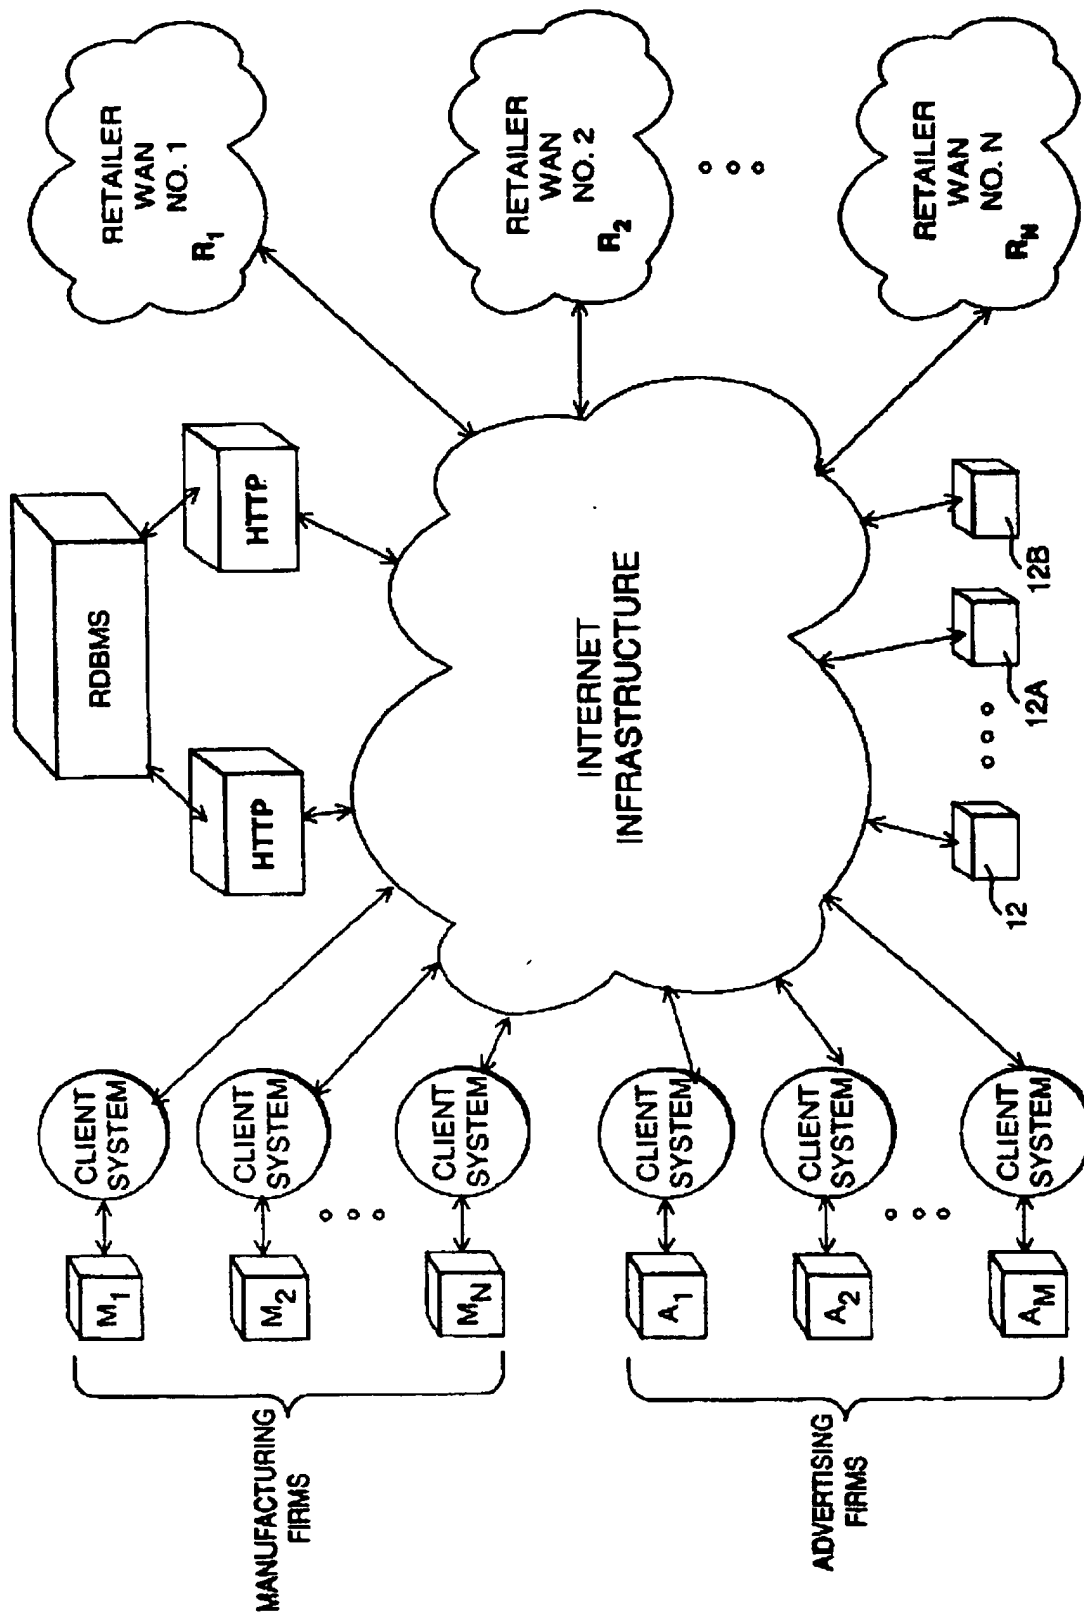 MANUFACTURING
FIRMS
M1
M2
MN
CLIENT
SYSTEM
CLIENT
SYSTEM
CLIENT
SYSTEM
ADVERTISING
FIRMS
A1
A2
AM
CLIENT
SYSTEM
CLIENT
SYSTEM
CLIENT
SYSTEM
RDBMS
HTTP
HTTP
INTERNET
INFRASTRUCTURE
12
12A
12B
RETAILER
WAN
NO. 1
R1
RETAILER
WAN
NO. 2
R2
RETAILER
WAN
NO. N
RN